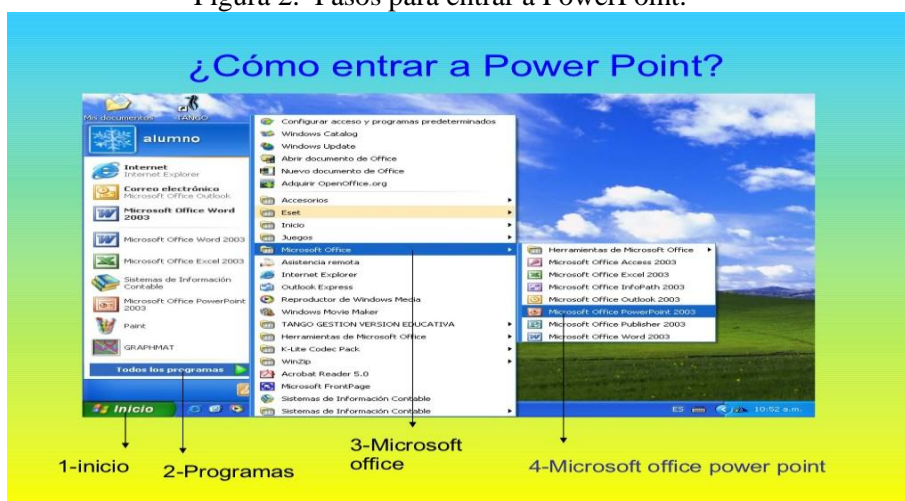 Figura 2. Pasos para entrar a PowerPoint.
¿Cómo entrar a Power Point?
Mis documentos
TANGO
alumno
Internet
Internet Explorer
Correo electrónico
Microsoft Office Outlook
Microsoft Office Word
2003
Microsoft Office Word 2003
Microsoft Office Excel 2003
Sistemas de Información
Contable
Microsoft Office PowerPoint
2003
Paint
GRAPHMAT
Todos los programas
Inicio
Configurar acceso y programas predeterminados
Windows Catalog
Windows Update
Abrir documento de Office
Nuevo documento de Office
Adquirir OpenOffice.org
Accesorios
Eset
Inicio
Juegos
Microsoft Office
Asistencia remota
Internet Explorer
Outlook Express
Reproductor de Windows Media
Windows Movie Maker
TANGO GESTION VERSION EDUCATIVA
Herramientas de Microsoft Office
K-Lite Codec Pack
WinZip
Acrobat Reader 5.0
Microsoft FrontPage
Sistemas de Información Contable
Sistemas de Información Contable
Herramientas de Microsoft Office
Microsoft Office Access 2003
Microsoft Office Excel 2003
Microsoft Office InfoPath 2003
Microsoft Office Outlook 2003
Microsoft Office PowerPoint 2003
Microsoft Office Publisher 2003
Microsoft Office Word 2003
ES
10:52 a.m.
1-inicio
2-Programas
3-Microsoft
office
4-Microsoft office power point